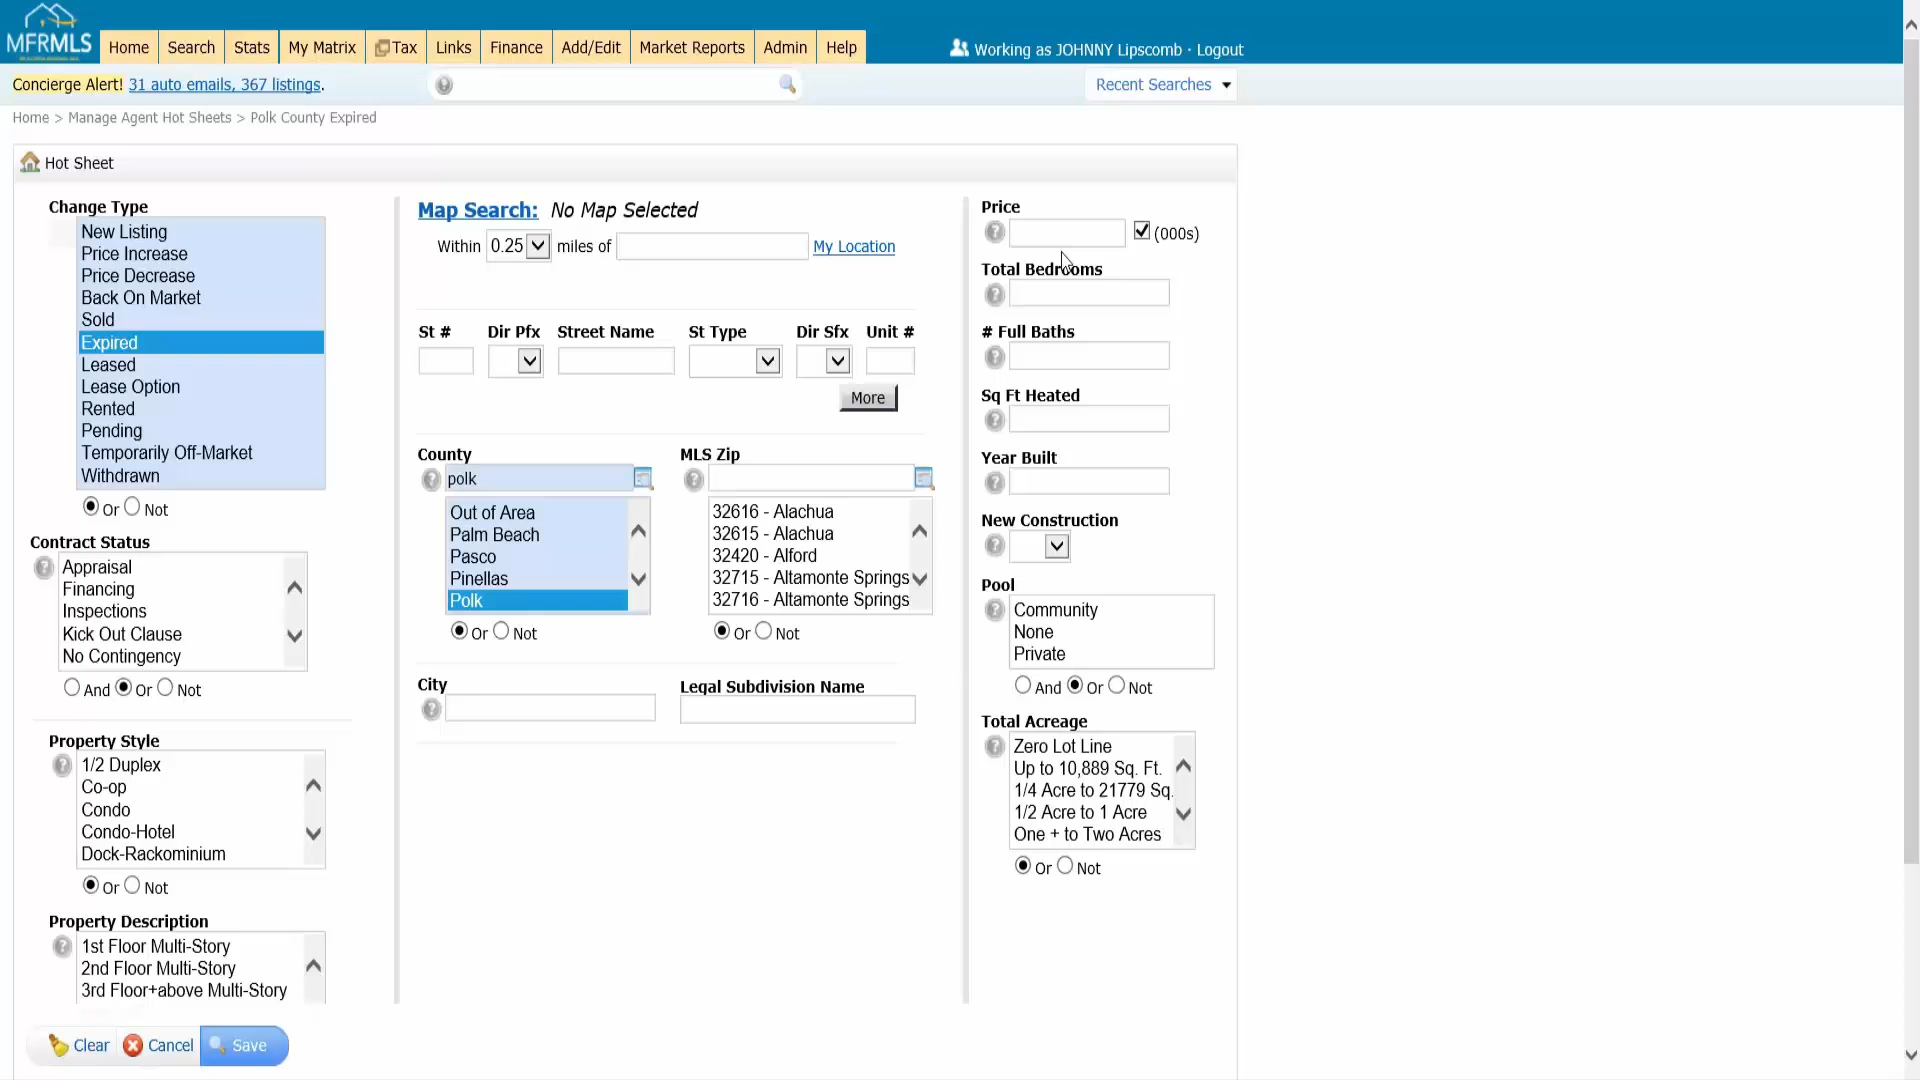 MFRMLS
Home Search Stats My Matrix Tax Links Finance Add/Edit Market Reports Admin Help
Working as JOHNNY Lipscomb · Logout
Concierge Alert! 31 auto emails, 367 listings.
Recent Searches
Home > Manage Agent Hot Sheets > Polk County Expired
Hot Sheet
Change Type
New Listing
Price Increase
Price Decrease
Back On Market
Sold
Expired
Leased
Lease Option
Rented
Pending
Temporarily Off-Market
Withdrawn
Or Not
Contract Status
Appraisal
Financing
Inspections
Kick Out Clause
No Contingency
And Or Not
Property Style
1/2 Duplex
Co-op
Condo
Condo-Hotel
Dock-Rackominium
Or Not
Property Description
1st Floor Multi-Story
2nd Floor Multi-Story
3rd Floor+above Multi-Story
Clear Cancel Save
Map Search: No Map Selected
Within 0.25 miles of My Location
St # Dir Pfx Street Name St Type Dir Sfx Unit #
More
County
polk
Out of Area
Palm Beach
Pasco
Pinellas
Polk
Or Not
MLS Zip
32616 - Alachua
32615 - Alachua
32420 - Alford
32715 - Altamonte Springs
32716 - Altamonte Springs
Or Not
City
Legal Subdivision Name
Price
(000s)
Total Bedrooms
# Full Baths
Sq Ft Heated
Year Built
New Construction
Pool
Community
None
Private
And Or Not
Total Acreage
Zero Lot Line
Up to 10,889 Sq. Ft.
1/4 Acre to 21779 Sq.
1/2 Acre to 1 Acre
One + to Two Acres
Or Not